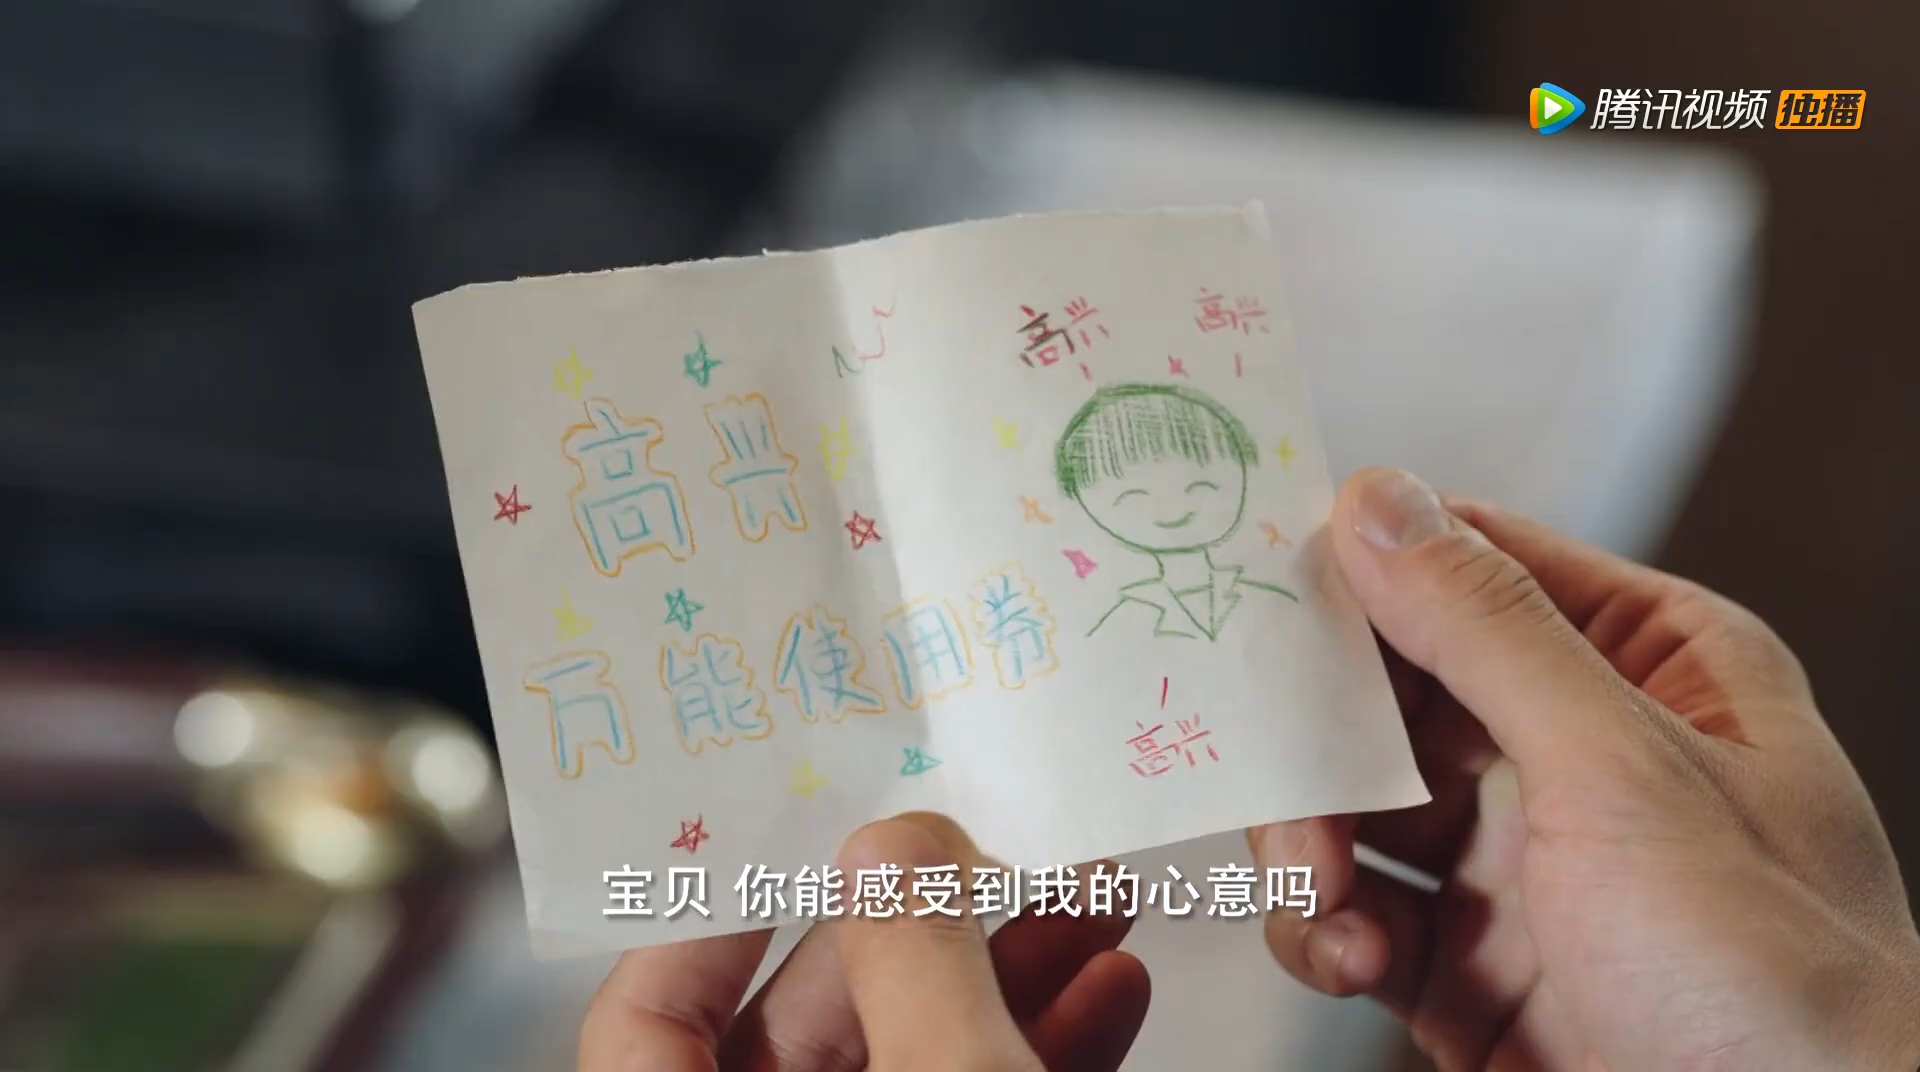 腾讯视频 独播
高兴 高兴
高兴
万能使用券
高兴
宝贝 你能感受到我的心意吗